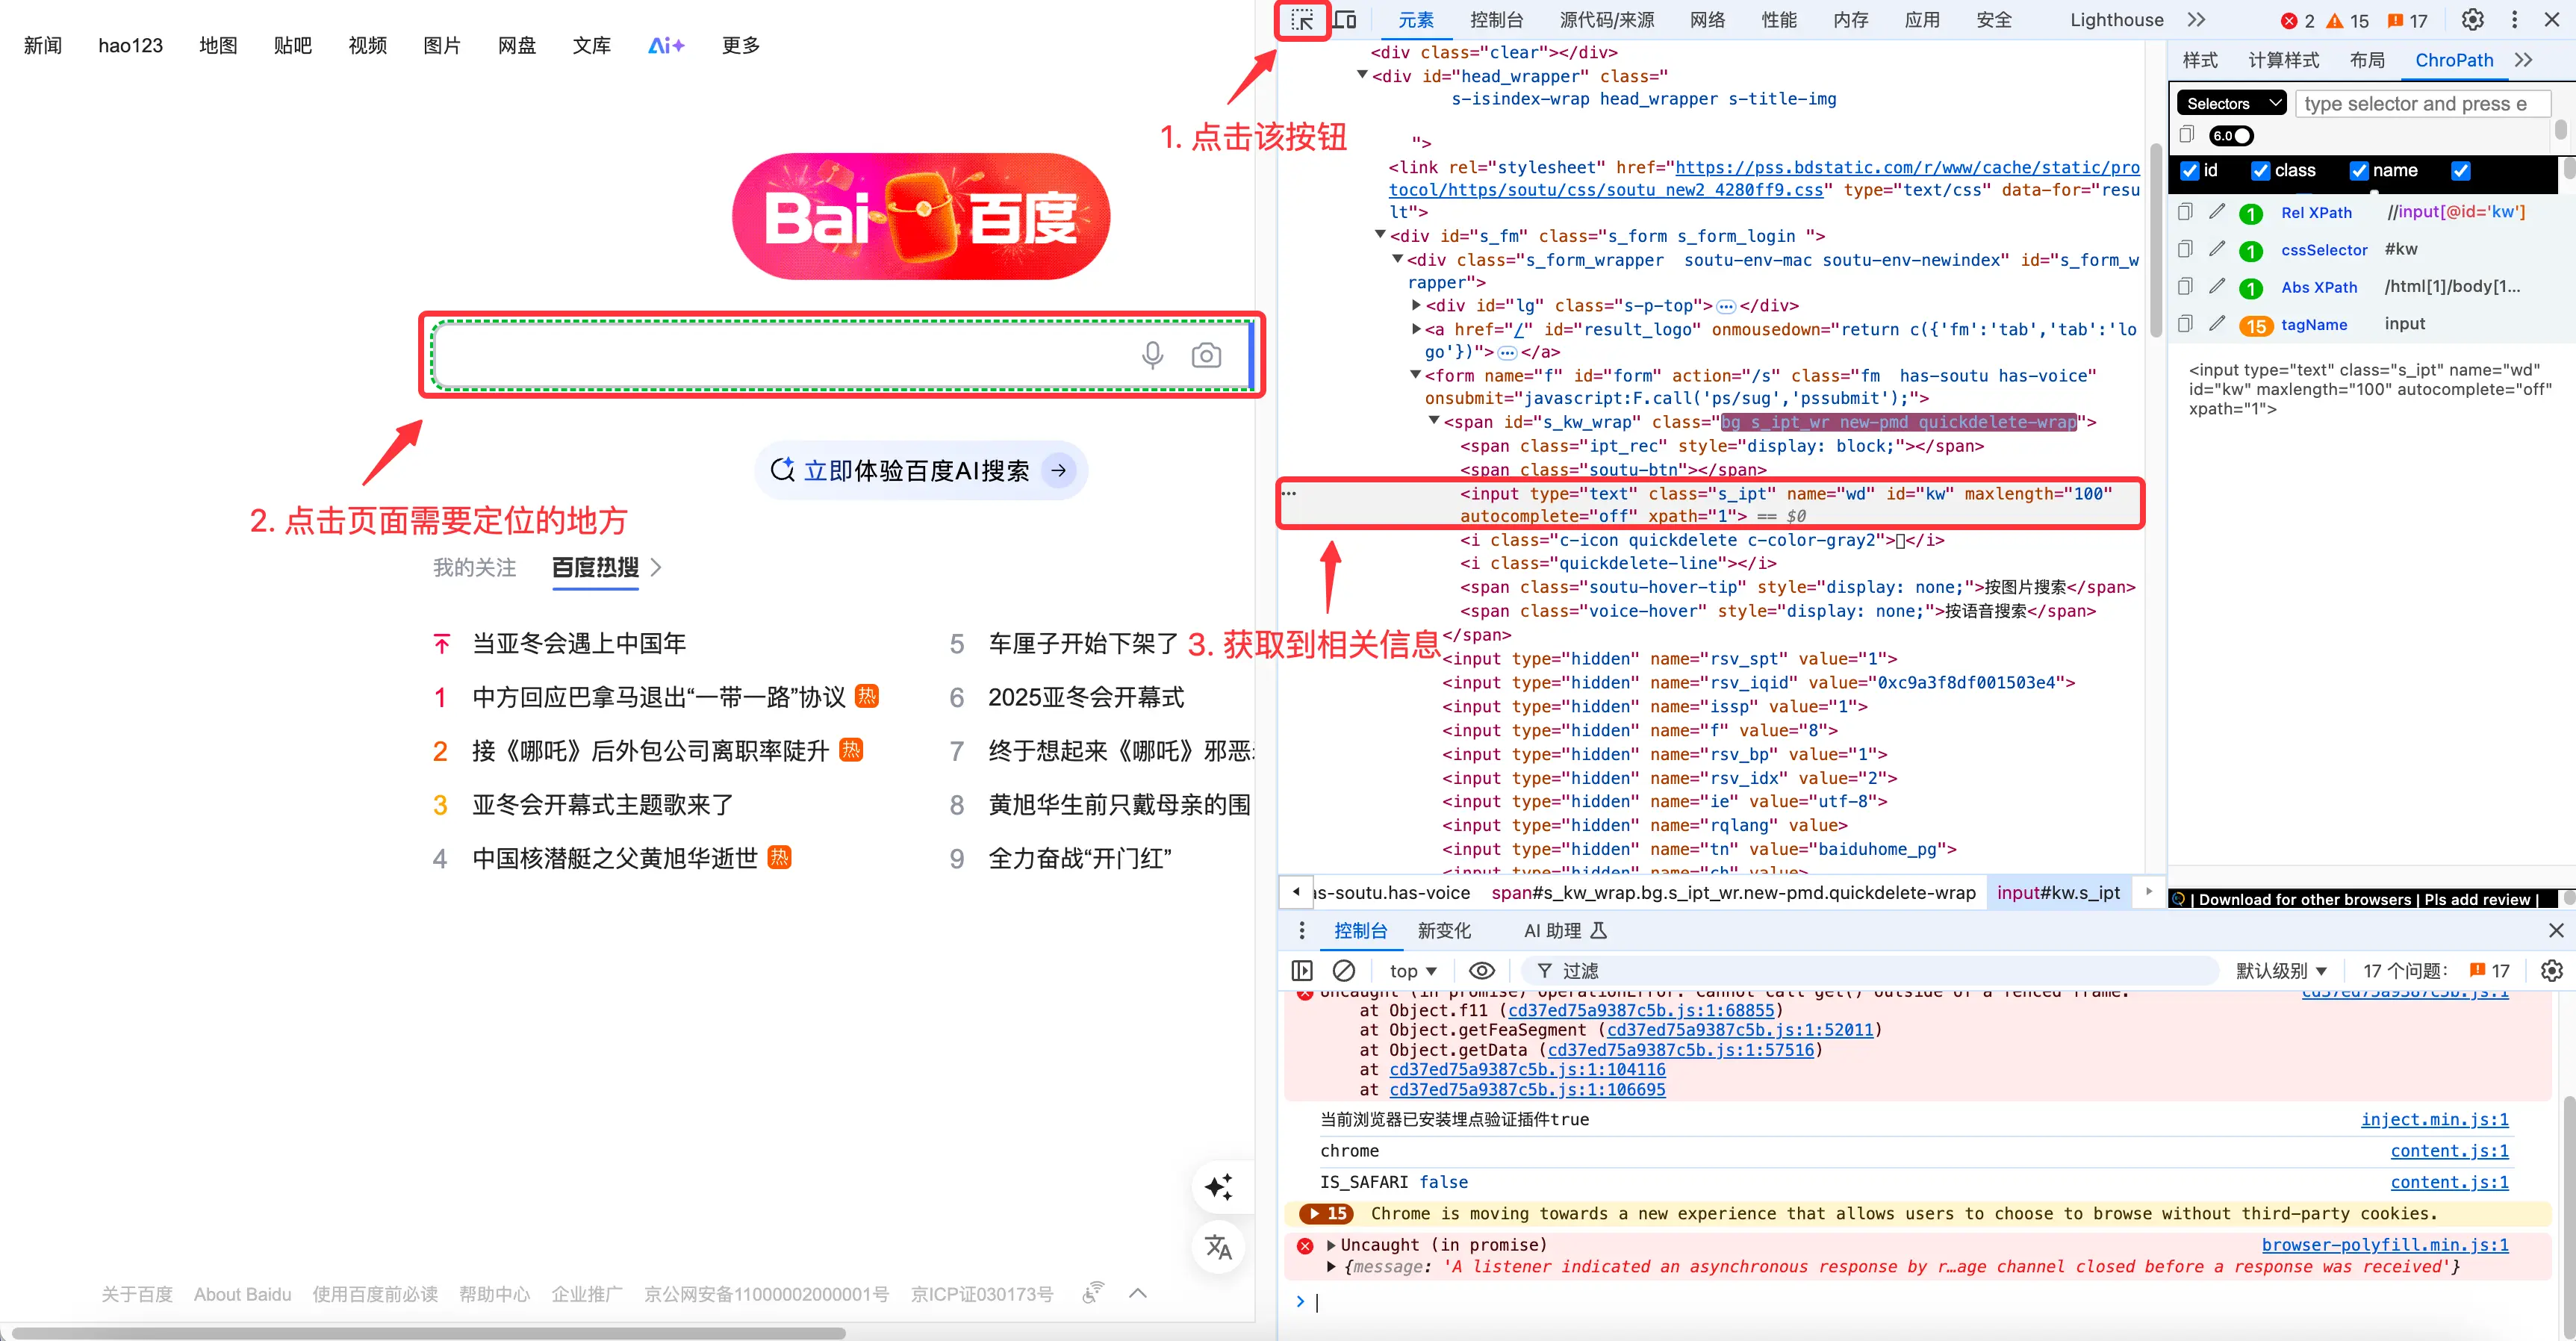 新闻 hao123 地图 贴吧 视频 图片 网盘 文库 Ai+ 更多
Bai 百度
1. 点击该按钮
立即体验百度AI搜索
2. 点击页面需要定位的地方
我的关注 百度热搜
当亚冬会遇上中国年
1 中方回应巴拿马退出“一带一路”协议 热
2 接《哪吒》后外包公司离职率陡升 热
3 亚冬会开幕式主题歌来了
4 中国核潜艇之父黄旭华逝世 热
5 车厘子开始下架了
6 2025亚冬会开幕式
7 终于想起来《哪吒》邪恶
8 黄旭华生前只戴母亲的围
9 全力奋战“开门红”
3. 获取到相关信息
关于百度 About Baidu 使用百度前必读 帮助中心 企业推广 京公网安备11000002000001号 京ICP证030173号
元素 控制台 源代码/来源 网络 性能 内存 应用 安全 Lighthouse 2 15 17
<div class="clear"></div>
<div id="head_wrapper" class="
s-isindex-wrap head_wrapper s-title-img
">
<link rel="stylesheet" href="https://pss.bdstatic.com/r/www/cache/static/pro
tocol/https/soutu/css/soutu_new2_4280ff9.css" type="text/css" data-for="resu
lt">
<div id="s_fm" class="s_form s_form_login ">
<div class="s_form_wrapper  soutu-env-mac soutu-env-newindex" id="s_form_w
rapper">
<div id="lg" class="s-p-top">…</div>
<a href="/" id="result_logo" onmousedown="return c({'fm':'tab','tab':'lo
go'})">…</a>
<form name="f" id="form" action="/s" class="fm  has-soutu has-voice"
onsubmit="javascript:F.call('ps/sug','pssubmit');">
<span id="s_kw_wrap" class="bg s_ipt_wr new-pmd quickdelete-wrap">
<span class="ipt_rec" style="display: block;"></span>
<span class="soutu-btn"></span>
… <input type="text" class="s_ipt" name="wd" id="kw" maxlength="100"
autocomplete="off" xpath="1"> == $0
<i class="c-icon quickdelete c-color-gray2"></i>
<i class="quickdelete-line"></i>
<span class="soutu-hover-tip" style="display: none;">按图片搜索</span>
<span class="voice-hover" style="display: none;">按语音搜索</span>
</span>
<input type="hidden" name="rsv_spt" value="1">
<input type="hidden" name="rsv_iqid" value="0xc9a3f8df001503e4">
<input type="hidden" name="issp" value="1">
<input type="hidden" name="f" value="8">
<input type="hidden" name="rsv_bp" value="1">
<input type="hidden" name="rsv_idx" value="2">
<input type="hidden" name="ie" value="utf-8">
<input type="hidden" name="rqlang" value>
<input type="hidden" name="tn" value="baiduhome_pg">
<input type="hidden" name="ch" value>
as-soutu.has-voice span#s_kw_wrap.bg.s_ipt_wr.new-pmd.quickdelete-wrap input#kw.s_ipt
样式 计算样式 布局 ChroPath
Selectors type selector and press e
6.0
id class name
1 Rel XPath //input[@id='kw']
1 cssSelector #kw
1 Abs XPath /html[1]/body[1...
15 tagName input
<input type="text" class="s_ipt" name="wd"
id="kw" maxlength="100" autocomplete="off"
xpath="1">
| Download for other browsers | Pls add review |
控制台 新变化 AI 助理
top 过滤 默认级别 17 个问题: 17
Uncaught (in promise) OperationError: Cannot call get() outside of a fenced frame. cd37ed75a9387c5b.js:1
at Object.f11 (cd37ed75a9387c5b.js:1:68855)
at Object.getFeaSegment (cd37ed75a9387c5b.js:1:52011)
at Object.getData (cd37ed75a9387c5b.js:1:57516)
at cd37ed75a9387c5b.js:1:104116
at cd37ed75a9387c5b.js:1:106695
当前浏览器已安装埋点验证插件true inject.min.js:1
chrome content.js:1
IS_SAFARI false content.js:1
15 Chrome is moving towards a new experience that allows users to choose to browse without third-party cookies.
Uncaught (in promise) browser-polyfill.min.js:1
{message: 'A listener indicated an asynchronous response by r…age channel closed before a response was received'}
>